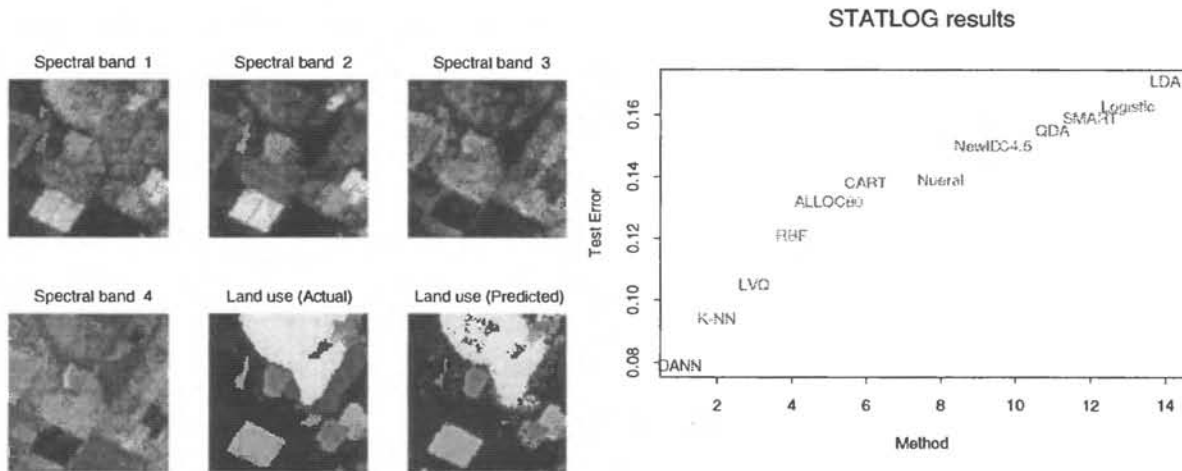 STATLOG results
Spectral band 1
Spectral band 2
Spectral band 3
Spectral band 4
Land use (Actual)
Land use (Predicted)
Test Error
0.16
0.14
0.12
0.10
0.08
LDA
Logistic
SMART
QDA
NewID C4.5
Nueral
CART
ALLOC80
RBF
LVQ
K-NN
DANN
2 4 6 8 10 12 14
Method